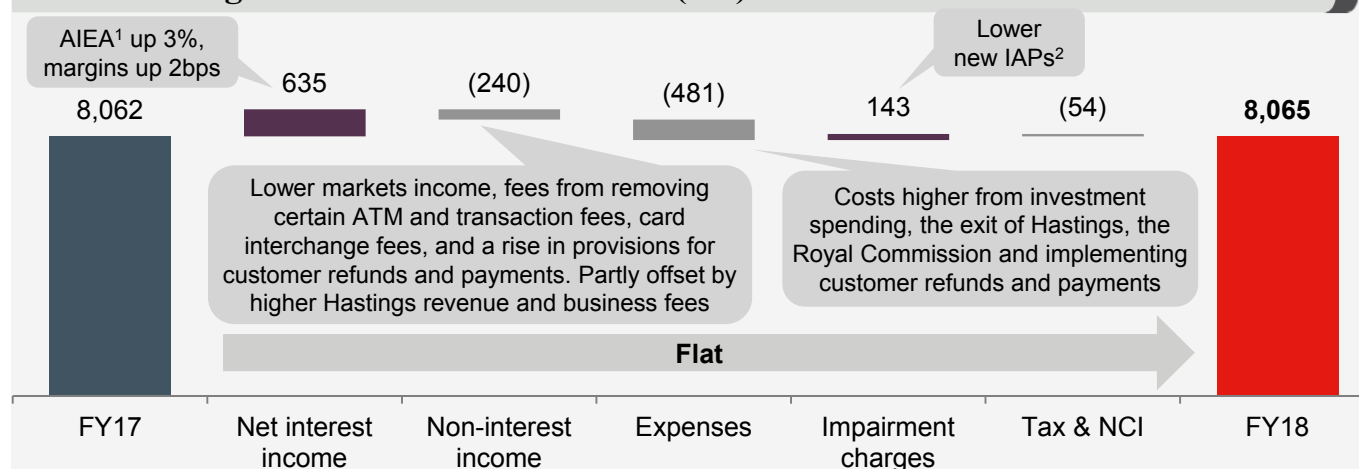 AIEA1 up 3%,
margins up 2bps
Lower
new IAPs2
8,062
635
(240)
(481)
143
(54)
8,065
Lower markets income, fees from removing
certain ATM and transaction fees, card
interchange fees, and a rise in provisions for
customer refunds and payments. Partly offset by
higher Hastings revenue and business fees
Costs higher from investment
spending, the exit of Hastings, the
Royal Commission and implementing
customer refunds and payments
Flat
FY17
Net interest
income
Non-interest
income
Expenses
Impairment
charges
Tax & NCI
FY18